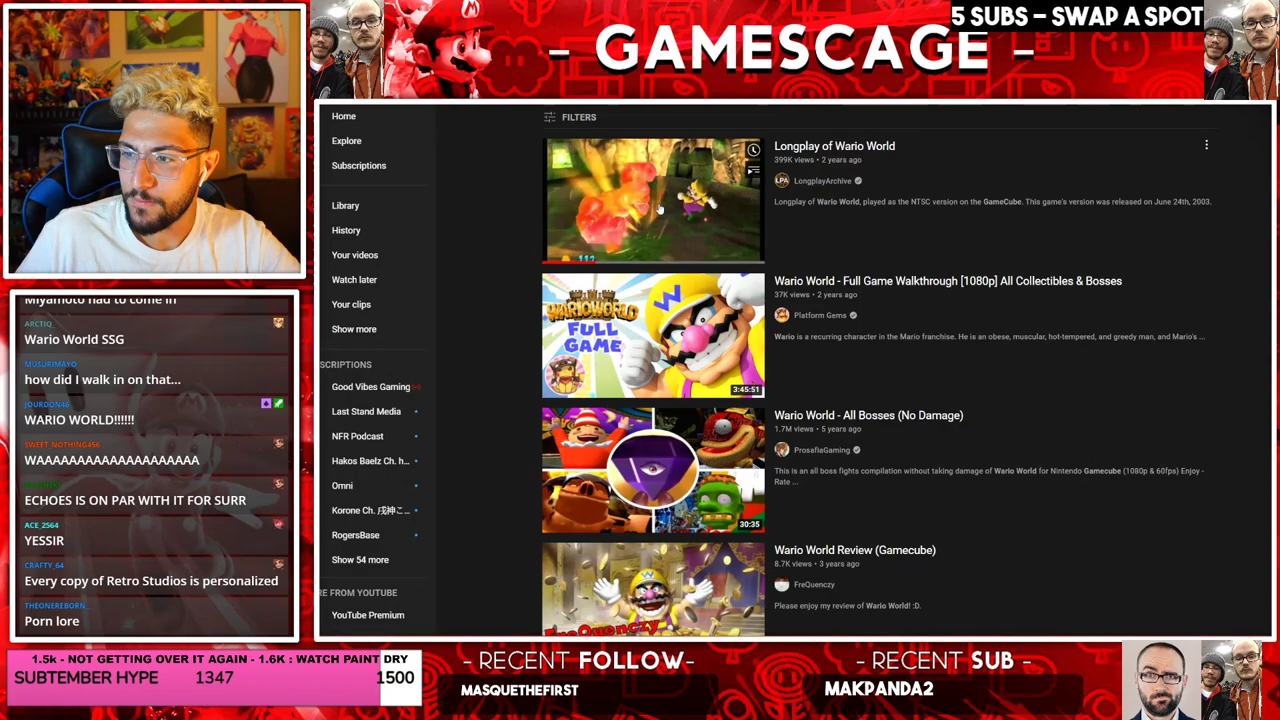 5 SUBS – SWAP A SPOT
- GAMESCAGE -
Miyamoto had to come in
ARCTIQ_
Wario World SSG
MUSURIMAYO
how did I walk in on that...
JOURDON46
WARIO WORLD!!!!!!
SWEET_NOTHING456
WAAAAAAAAAAAAAAAAAAAA
ECHOES IS ON PAR WITH IT FOR SURR
ACE_2564
YESSIR
CRAFTY_64
Every copy of Retro Studios is personalized
THEONEREBORN_
Porn lore
Home
Explore
Subscriptions
Library
History
Your videos
Watch later
Your clips
Show more
SCRIPTIONS
Good Vibes Gaming
Last Stand Media
NFR Podcast
Hakos Baelz Ch. h...
Omni
Korone Ch. 戌神こ...
RogersBase
Show 54 more
RE FROM YOUTUBE
YouTube Premium
FILTERS
112
Longplay of Wario World
399K views • 2 years ago
LPA LongplayArchive
Longplay of Wario World, played as the NTSC version on the GameCube. This game's version was released on June 24th, 2003.
WARIOWORLD
FULL
GAME
3:45:51
Wario World - Full Game Walkthrough [1080p] All Collectibles & Bosses
37K views • 2 years ago
Platform Gems
Wario is a recurring character in the Mario franchise. He is an obese, muscular, hot-tempered, and greedy man, and Mario's ...
30:35
Wario World - All Bosses (No Damage)
1.7M views • 5 years ago
ProsafiaGaming
This is an all boss fights compilation without taking damage of Wario World for Nintendo Gamecube (1080p & 60fps) Enjoy -
Rate ...
FreQuenczy
Wario World Review (Gamecube)
8.7K views • 3 years ago
FreQuenczy
Please enjoy my review of Wario World! :D.
1.5k - NOT GETTING OVER IT AGAIN - 1.6K : WATCH PAINT DRY
SUBTEMBER HYPE 1347 1500
- RECENT FOLLOW-
MASQUETHEFIRST
- RECENT SUB -
MAKPANDA2